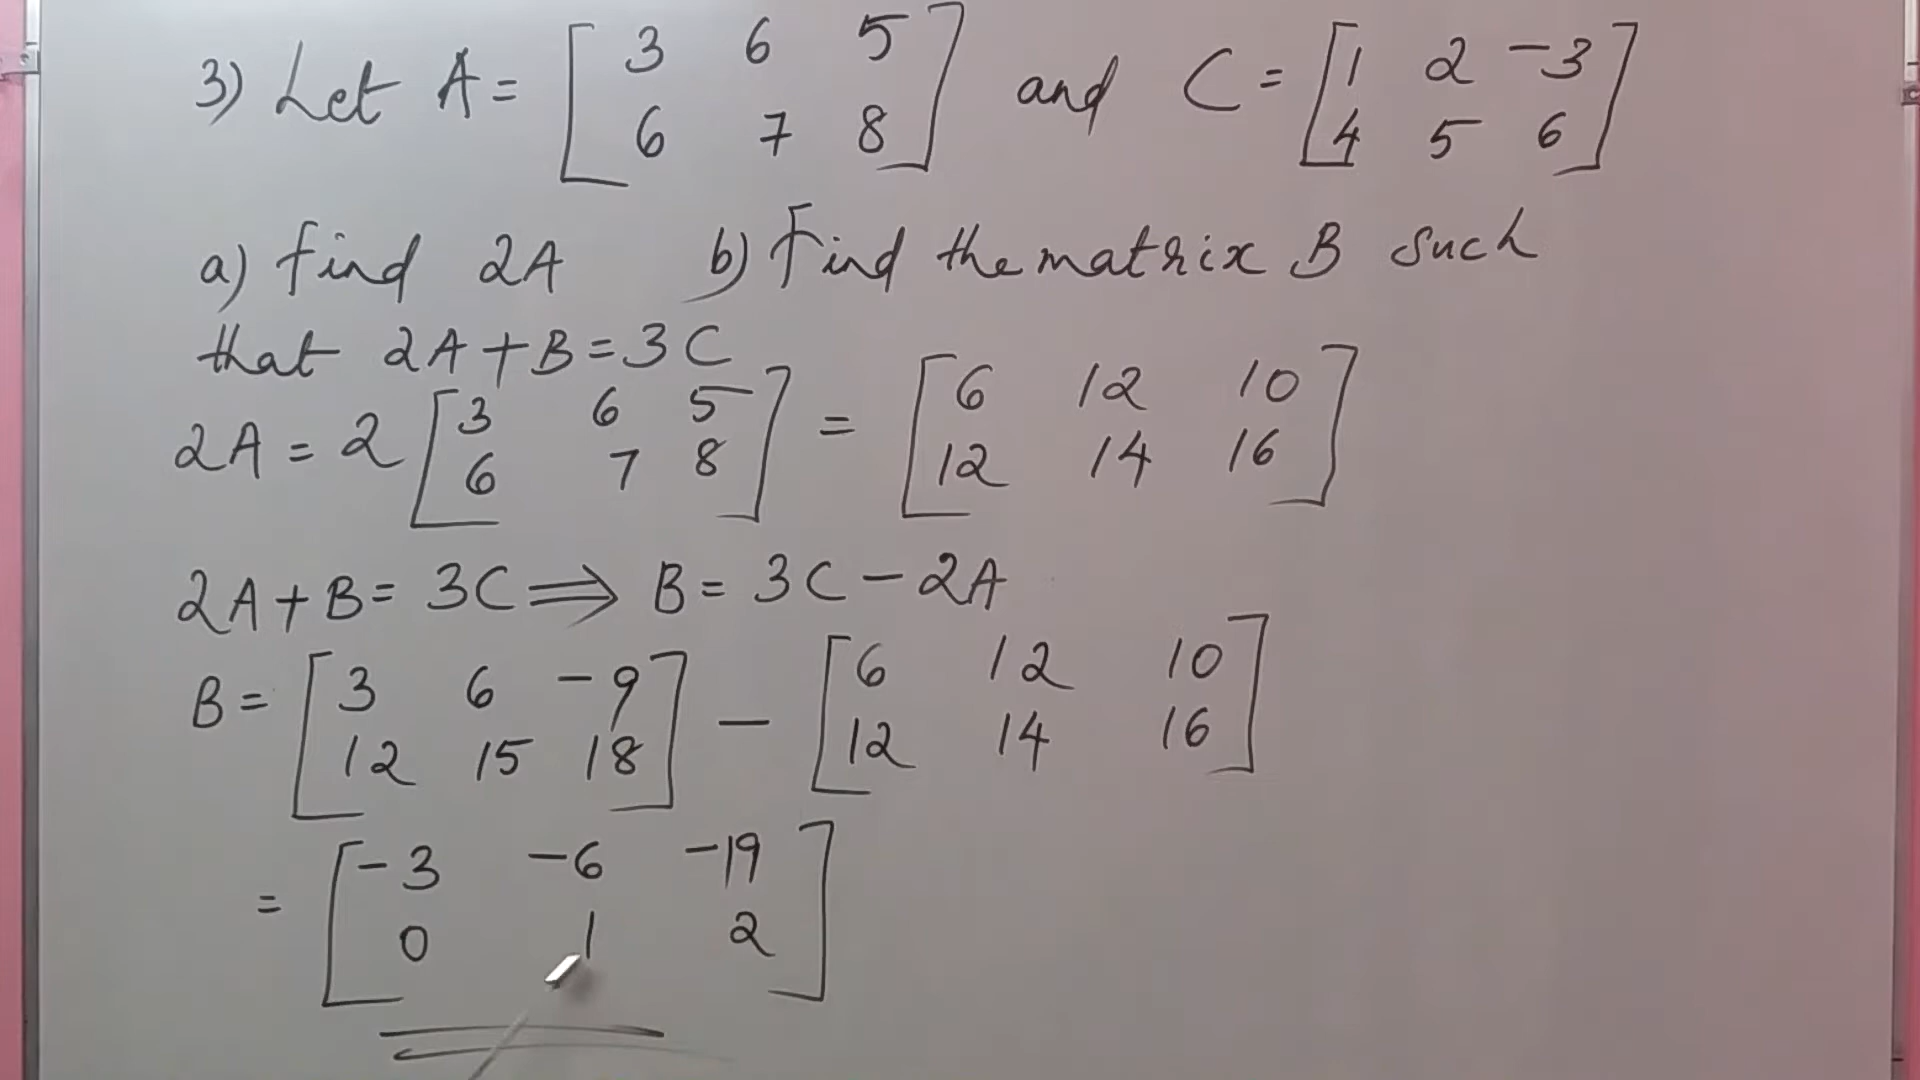 3) Let A = [ 3 6 5 ] and C = [ 1 2 -3 ]
[ 6 7 8 ] [ 4 5 6 ]
a) find 2A b) Find the matrix B such
that 2A + B = 3C
2A = 2 [ 3 6 5 ] = [ 6 12 10 ]
[ 6 7 8 ] [ 12 14 16 ]
2A + B = 3C ⟹ B = 3C - 2A
B = [ 3 6 -9 ] - [ 6 12 10 ]
[ 12 15 18 ] [ 12 14 16 ]
= [ -3 -6 -19 ]
[ 0 1 2 ]